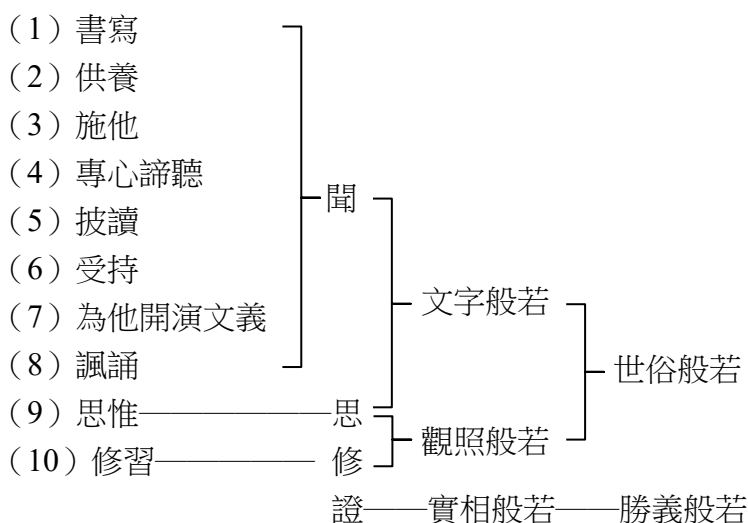 （1）書寫
（2）供養
（3）施他
（4）專心諦聽
（5）披讀
（6）受持
（7）為他開演文義
（8）諷誦
聞
文字般若
世俗般若
（9）思惟——————思
觀照般若
（10）修習—————修
證——實相般若——勝義般若